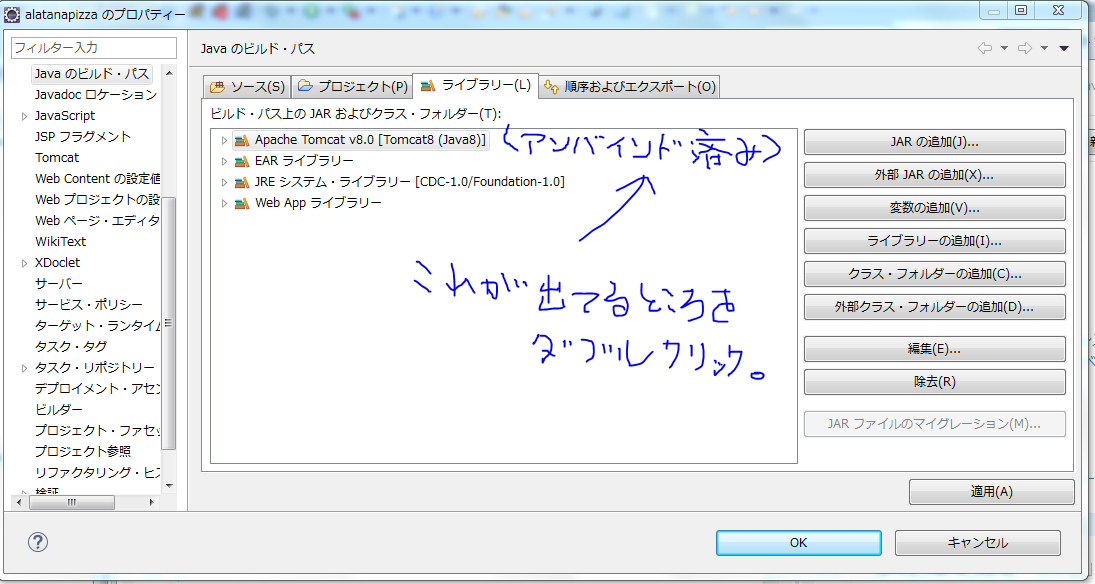 alatanapizza のプロパティー
フィルター入力
Java のビルド・パス
Javadoc ロケーション
JavaScript
JSP フラグメント
Tomcat
Web Content の設定値
Web プロジェクトの設
Web ページ・エディタ
WikiText
XDoclet
サーバー
サービス・ポリシー
ターゲット・ランタイム
タスク・タグ
タスク・リポジトリー
デプロイメント・アセン
ビルダー
プロジェクト・ファセッ
プロジェクト参照
リファクタリング・ヒス
検証
Java のビルド・パス
ソース(S) プロジェクト(P) ライブラリー(L) 順序およびエクスポート(O)
ビルド・パス上の JAR およびクラス・フォルダー(T):
Apache Tomcat v8.0 [Tomcat8 (Java8)] (アンバインド済み)
EAR ライブラリー
JRE システム・ライブラリー [CDC-1.0/Foundation-1.0]
Web App ライブラリー
これが出てるところを
ダブルクリック。
JAR の追加(J)...
外部 JAR の追加(X)...
変数の追加(V)...
ライブラリーの追加(I)...
クラス・フォルダーの追加(C)...
外部クラス・フォルダーの追加(D)...
編集(E)...
除去(R)
JAR ファイルのマイグレーション(M)...
適用(A)
OK キャンセル